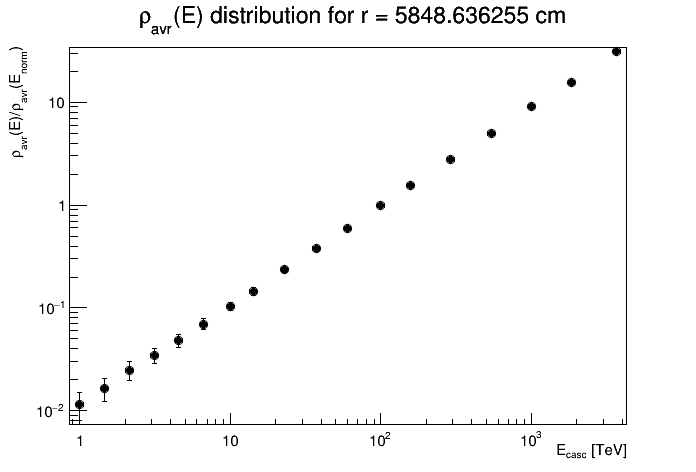 ρavr(E) distribution for r = 5848.636255 cm
ρavr(E)/ρavr(Enorm)
10
1
10⁻¹
10⁻²
1 10 10² 10³
Ecasc [TeV]